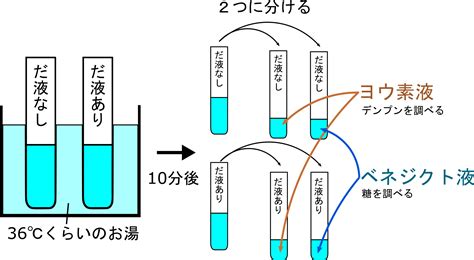 だ液なし
だ液あり
36℃くらいのお湯
10分後
2つに分ける
だ液なし
だ液なし
だ液なし
ヨウ素液
デンプンを調べる
だ液あり
だ液あり
だ液あり
ベネジクト液
糖を調べる